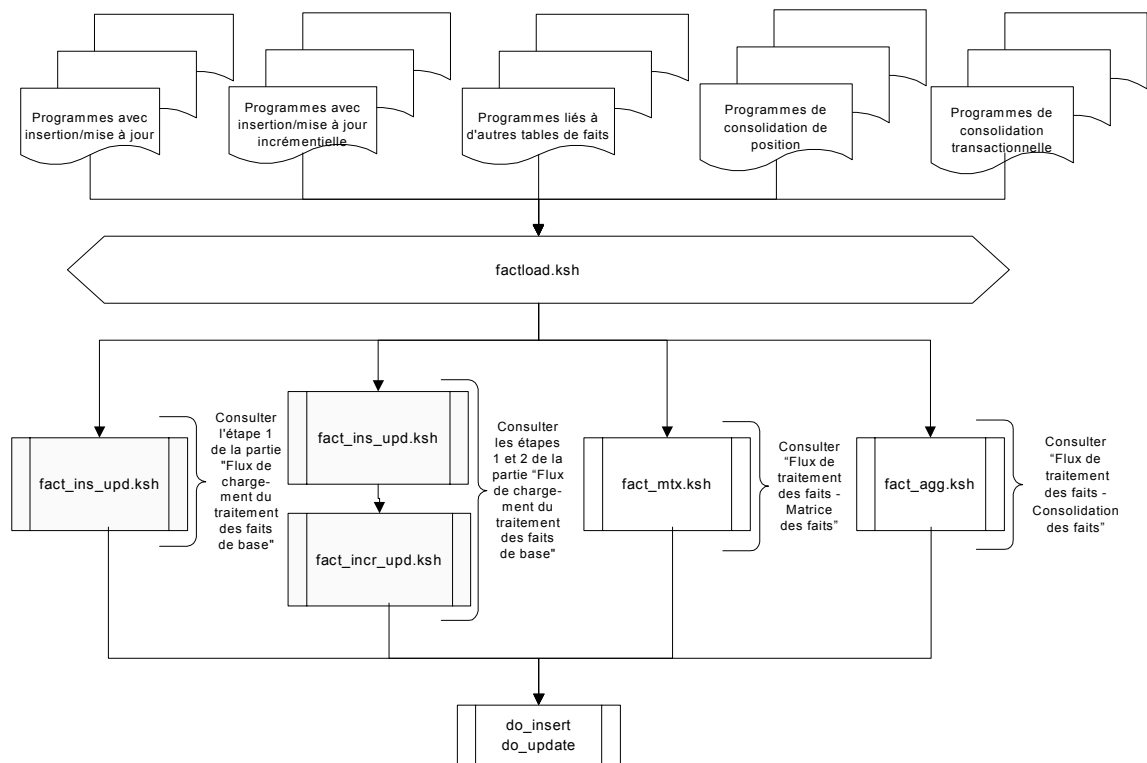 Programmes avec
insertion/mise à jour
Programmes avec
insertion/mise à jour
incrémentielle
Programmes liés à
d'autres tables de faits
Programmes de
consolidation de
position
Programmes de
consolidation
transactionnelle
factload.ksh
fact_ins_upd.ksh
Consulter
l'étape 1
de la partie
"Flux de
charge-
ment du
traitement
des faits
de base"
fact_ins_upd.ksh
fact_incr_upd.ksh
Consulter
les étapes
1 et 2 de la
partie “Flux
de charge-
ment du
traitement
des faits
de base"
fact_mtx.ksh
Consulter
“Flux de
traitement
des faits -
Matrice
des faits”
fact_agg.ksh
Consulter
“Flux de
traitement
des faits -
Consolidation
des faits”
do_insert
do_update